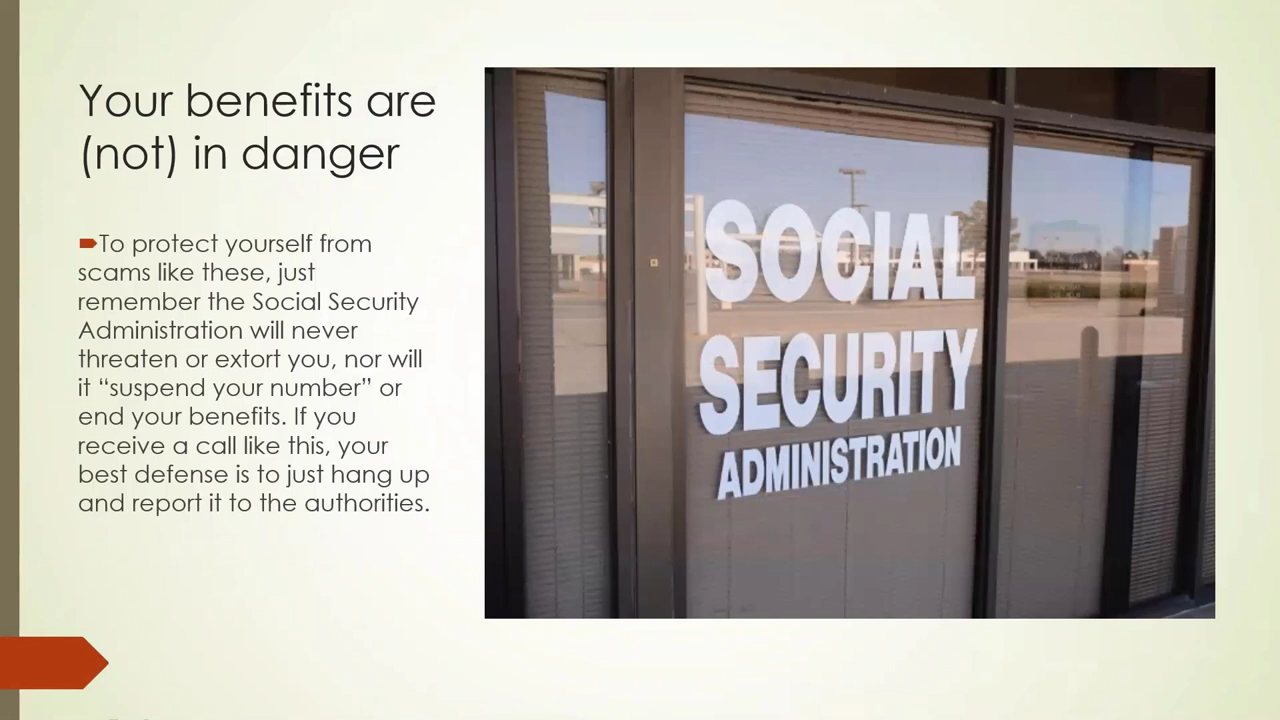 Your benefits are
(not) in danger
To protect yourself from
scams like these, just
remember the Social Security
Administration will never
threaten or extort you, nor will
it “suspend your number” or
end your benefits. If you
receive a call like this, your
best defense is to just hang up
and report it to the authorities.
SOCIAL
SECURITY
ADMINISTRATION